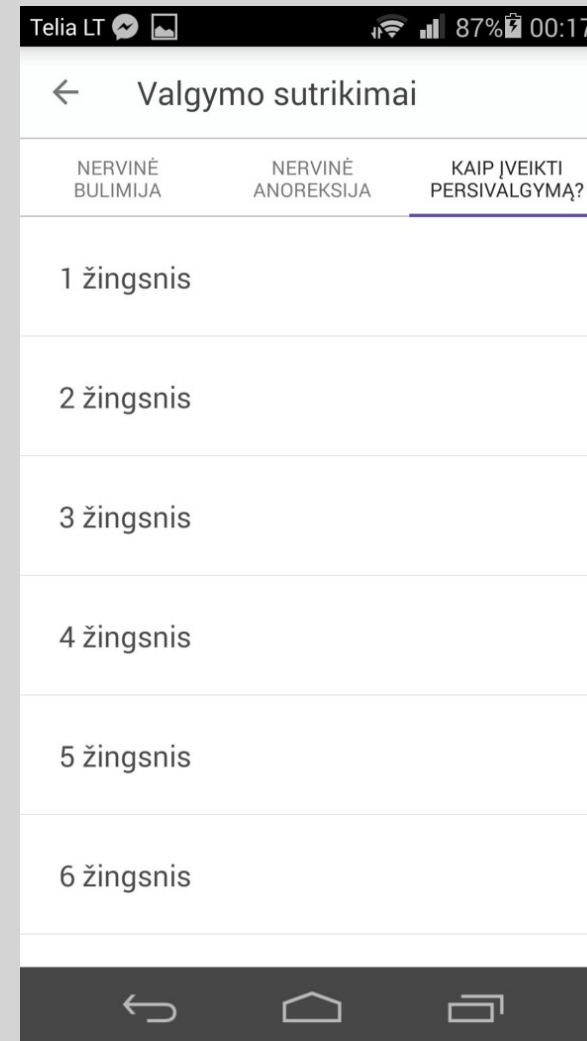 Telia LT 87% 00:17
Valgymo sutrikimai
NERVINĖ
BULIMIJA
NERVINĖ
ANOREKSIJA
KAIP ĮVEIKTI
PERSIVALGYMĄ?
1 žingsnis
2 žingsnis
3 žingsnis
4 žingsnis
5 žingsnis
6 žingsnis